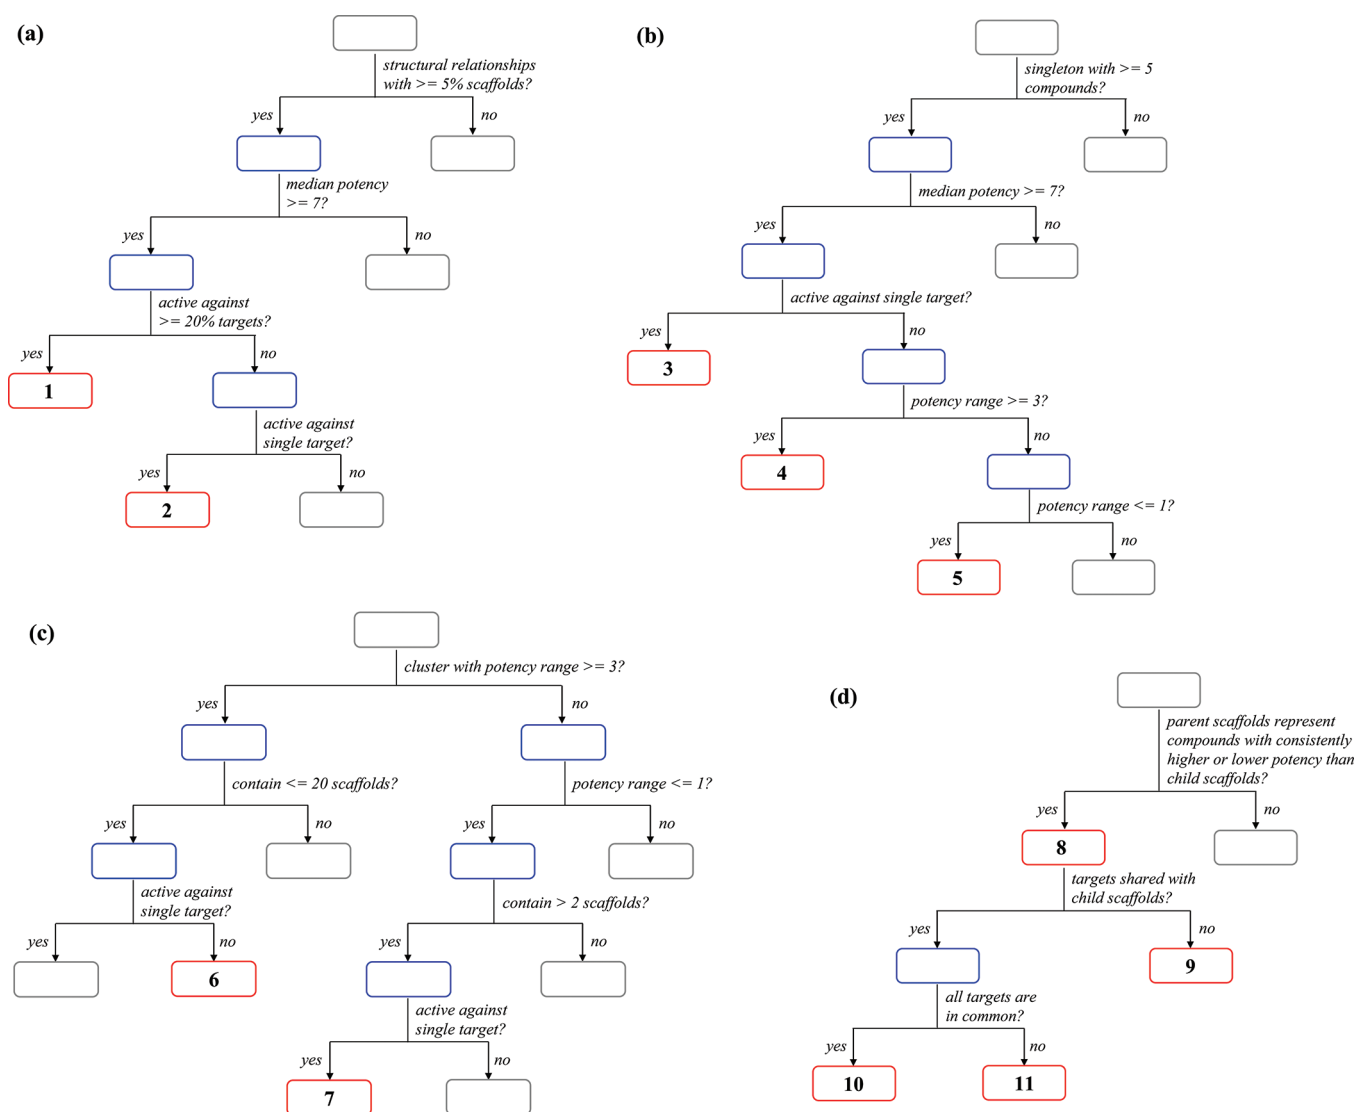 (a)
structural relationships
with >= 5% scaffolds?
yes
no
median potency
>= 7?
yes
no
active against
>= 20% targets?
yes
no
1
active against
single target?
yes
no
2
(b)
singleton with >= 5
compounds?
yes
no
median potency >= 7?
yes
no
active against single target?
yes
no
3
potency range >= 3?
yes
no
4
potency range <= 1?
yes
no
5
(c)
cluster with potency range >= 3?
yes
no
contain <= 20 scaffolds?
potency range <= 1?
yes
no
yes
no
active against
single target?
contain > 2 scaffolds?
yes
no
yes
no
6
active against
single target?
yes
no
7
(d)
parent scaffolds represent
compounds with consistently
higher or lower potency than
child scaffolds?
yes
no
8
targets shared with
child scaffolds?
yes
no
9
all targets are
in common?
yes
no
10
11